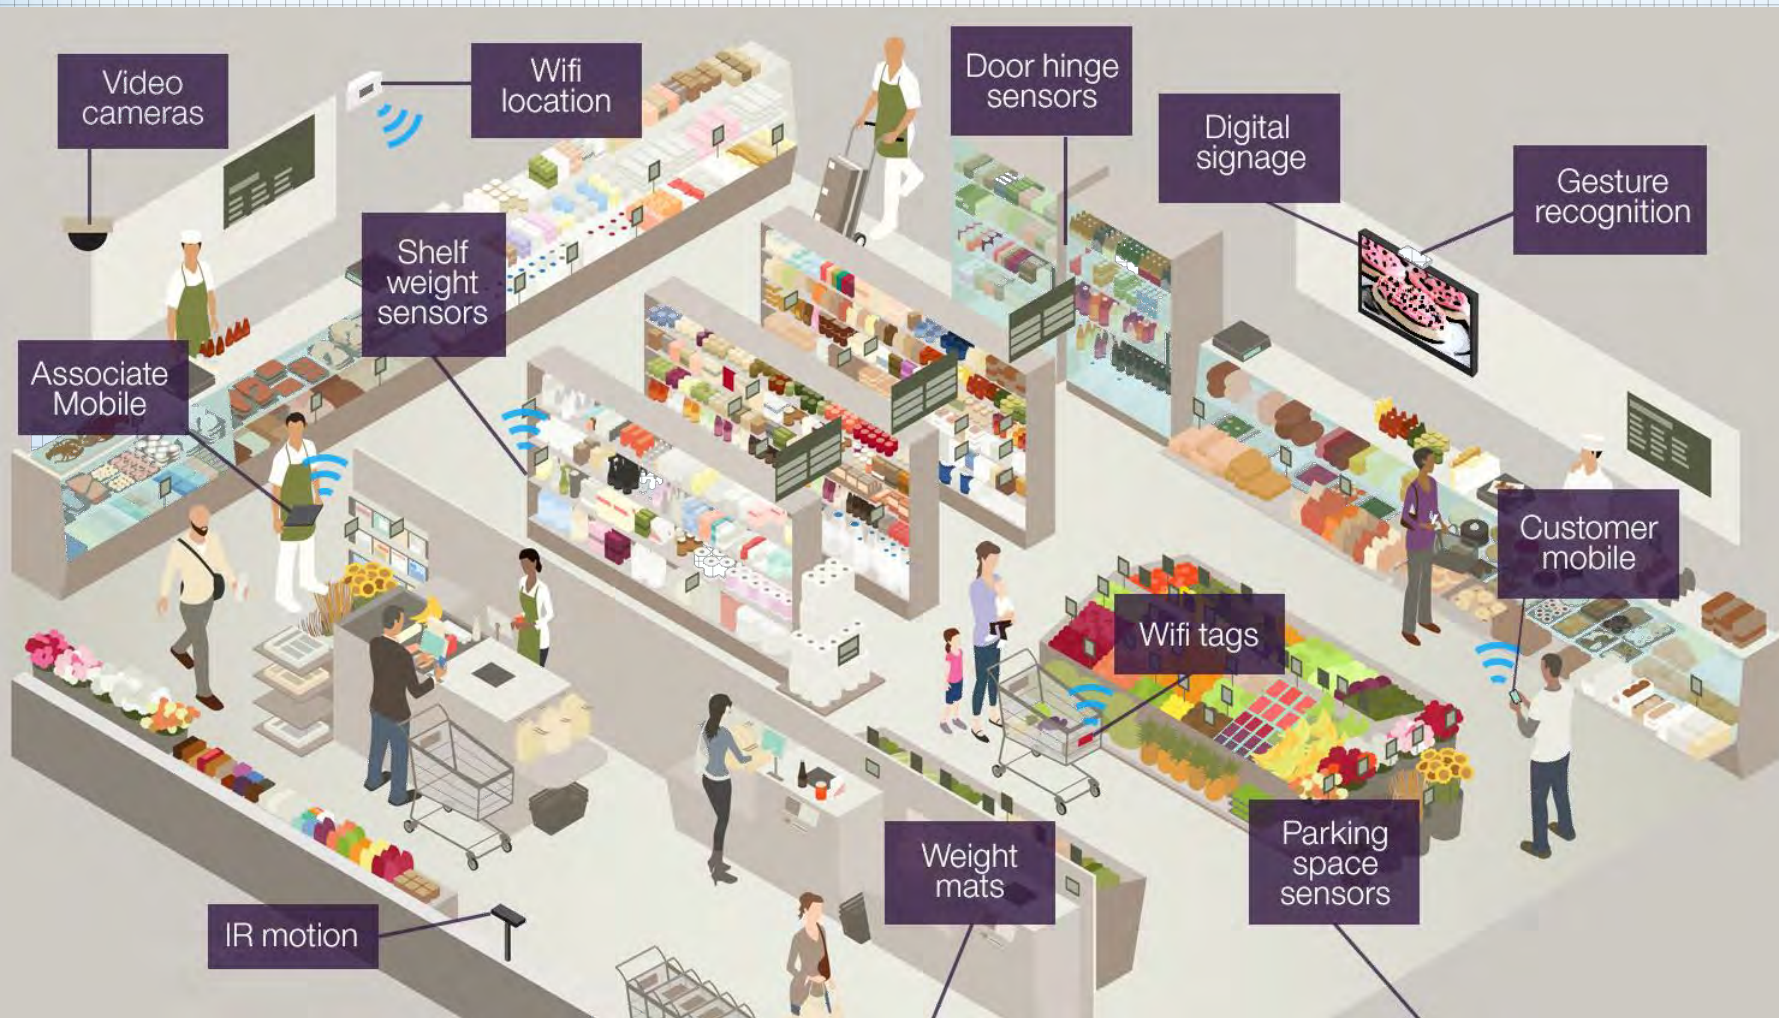 Video
cameras
Wifi
location
Door hinge
sensors
Digital
signage
Gesture
recognition
Shelf
weight
sensors
Associate
Mobile
Customer
mobile
Wifi tags
Parking
space
sensors
Weight
mats
IR motion